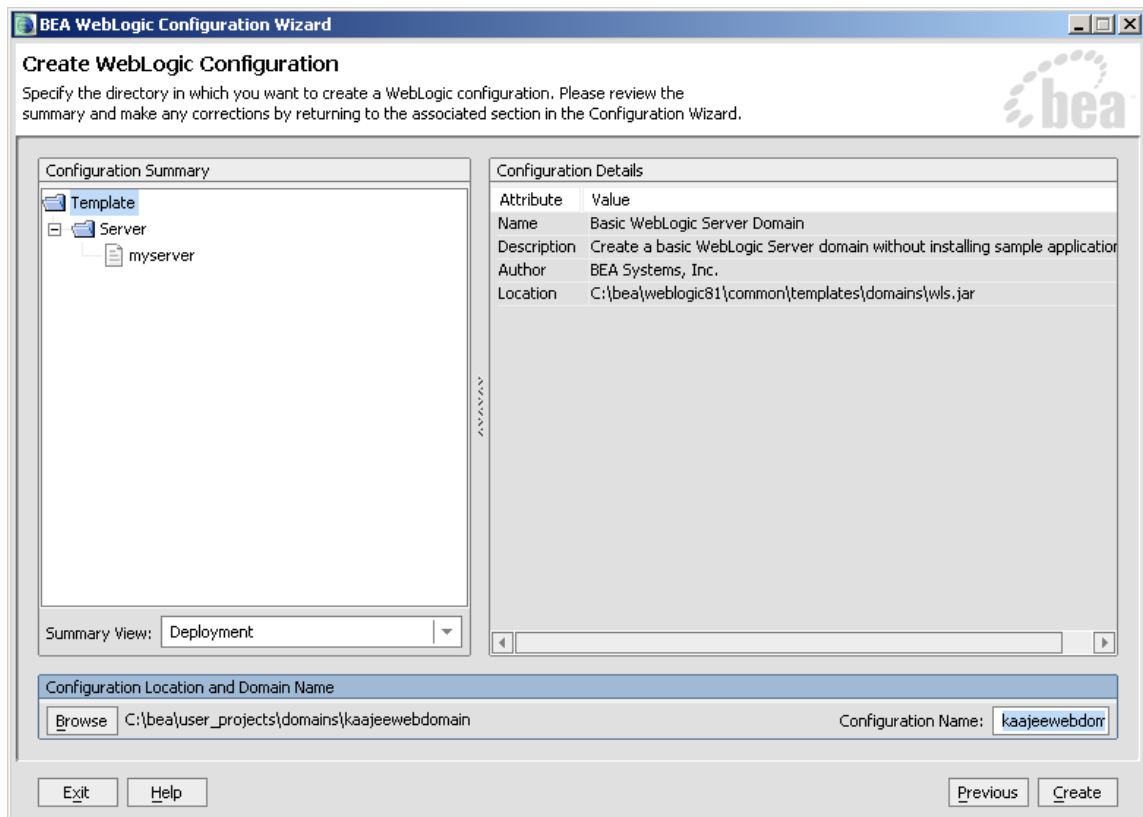 BEA WebLogic Configuration Wizard
Create WebLogic Configuration
Specify the directory in which you want to create a WebLogic configuration. Please review the
summary and make any corrections by returning to the associated section in the Configuration Wizard.
bea
Configuration Summary
Template
Server
myserver
Summary View: Deployment
Configuration Details
Attribute Value
Name Basic WebLogic Server Domain
Description Create a basic WebLogic Server domain without installing sample application
Author BEA Systems, Inc.
Location C:\bea\weblogic81\common\templates\domains\wls.jar
Configuration Location and Domain Name
Browse C:\bea\user_projects\domains\kaajeewebdomain Configuration Name: kaajeewebdom
Exit Help Previous Create